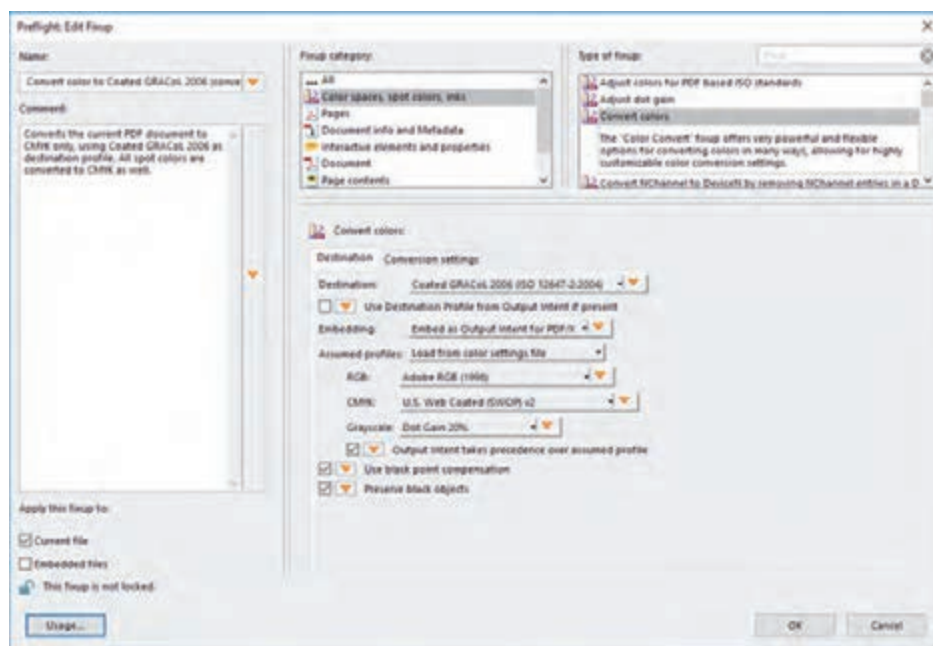 Preflight: Edit Fixup
Name:
Convert color to Coated GRACoL 2006 (conve
Comment:
Converts the current PDF document to
CMYK only, using Coated GRACoL 2006 as
destination profile. All spot colors are
converted to CMYK as well.
Apply this fixup to:
Current file
Embedded files
This fixup is not locked.
Usage...
Fixup category:
All
Color spaces, spot colors, inks
Pages
Document info and Metadata
Interactive elements and properties
Document
Page contents
Type of fixup:
Adjust colors for PDF based ISO standards
Adjust dot gain
Convert colors
The 'Color Convert' fixup offers very powerful and flexible
options for converting colors in many ways, allowing for highly
customizable color conversion settings.
Convert NChannel to DeviceN by removing NChannel entries in a D
Convert colors:
Destination Conversion settings
Destination: Coated GRACoL 2006 (ISO 12647-2:2004)
Use Destination Profile from Output Intent if present
Embedding: Embed as Output Intent for PDF/X
Assumed profiles: Load from color settings file
RGB: Adobe RGB (1998)
CMYK: U.S. Web Coated (SWOP) v2
Grayscale: Dot Gain 20%
Output Intent takes precedence over assumed profile
Use black point compensation
Preserve black objects
OK Cancel